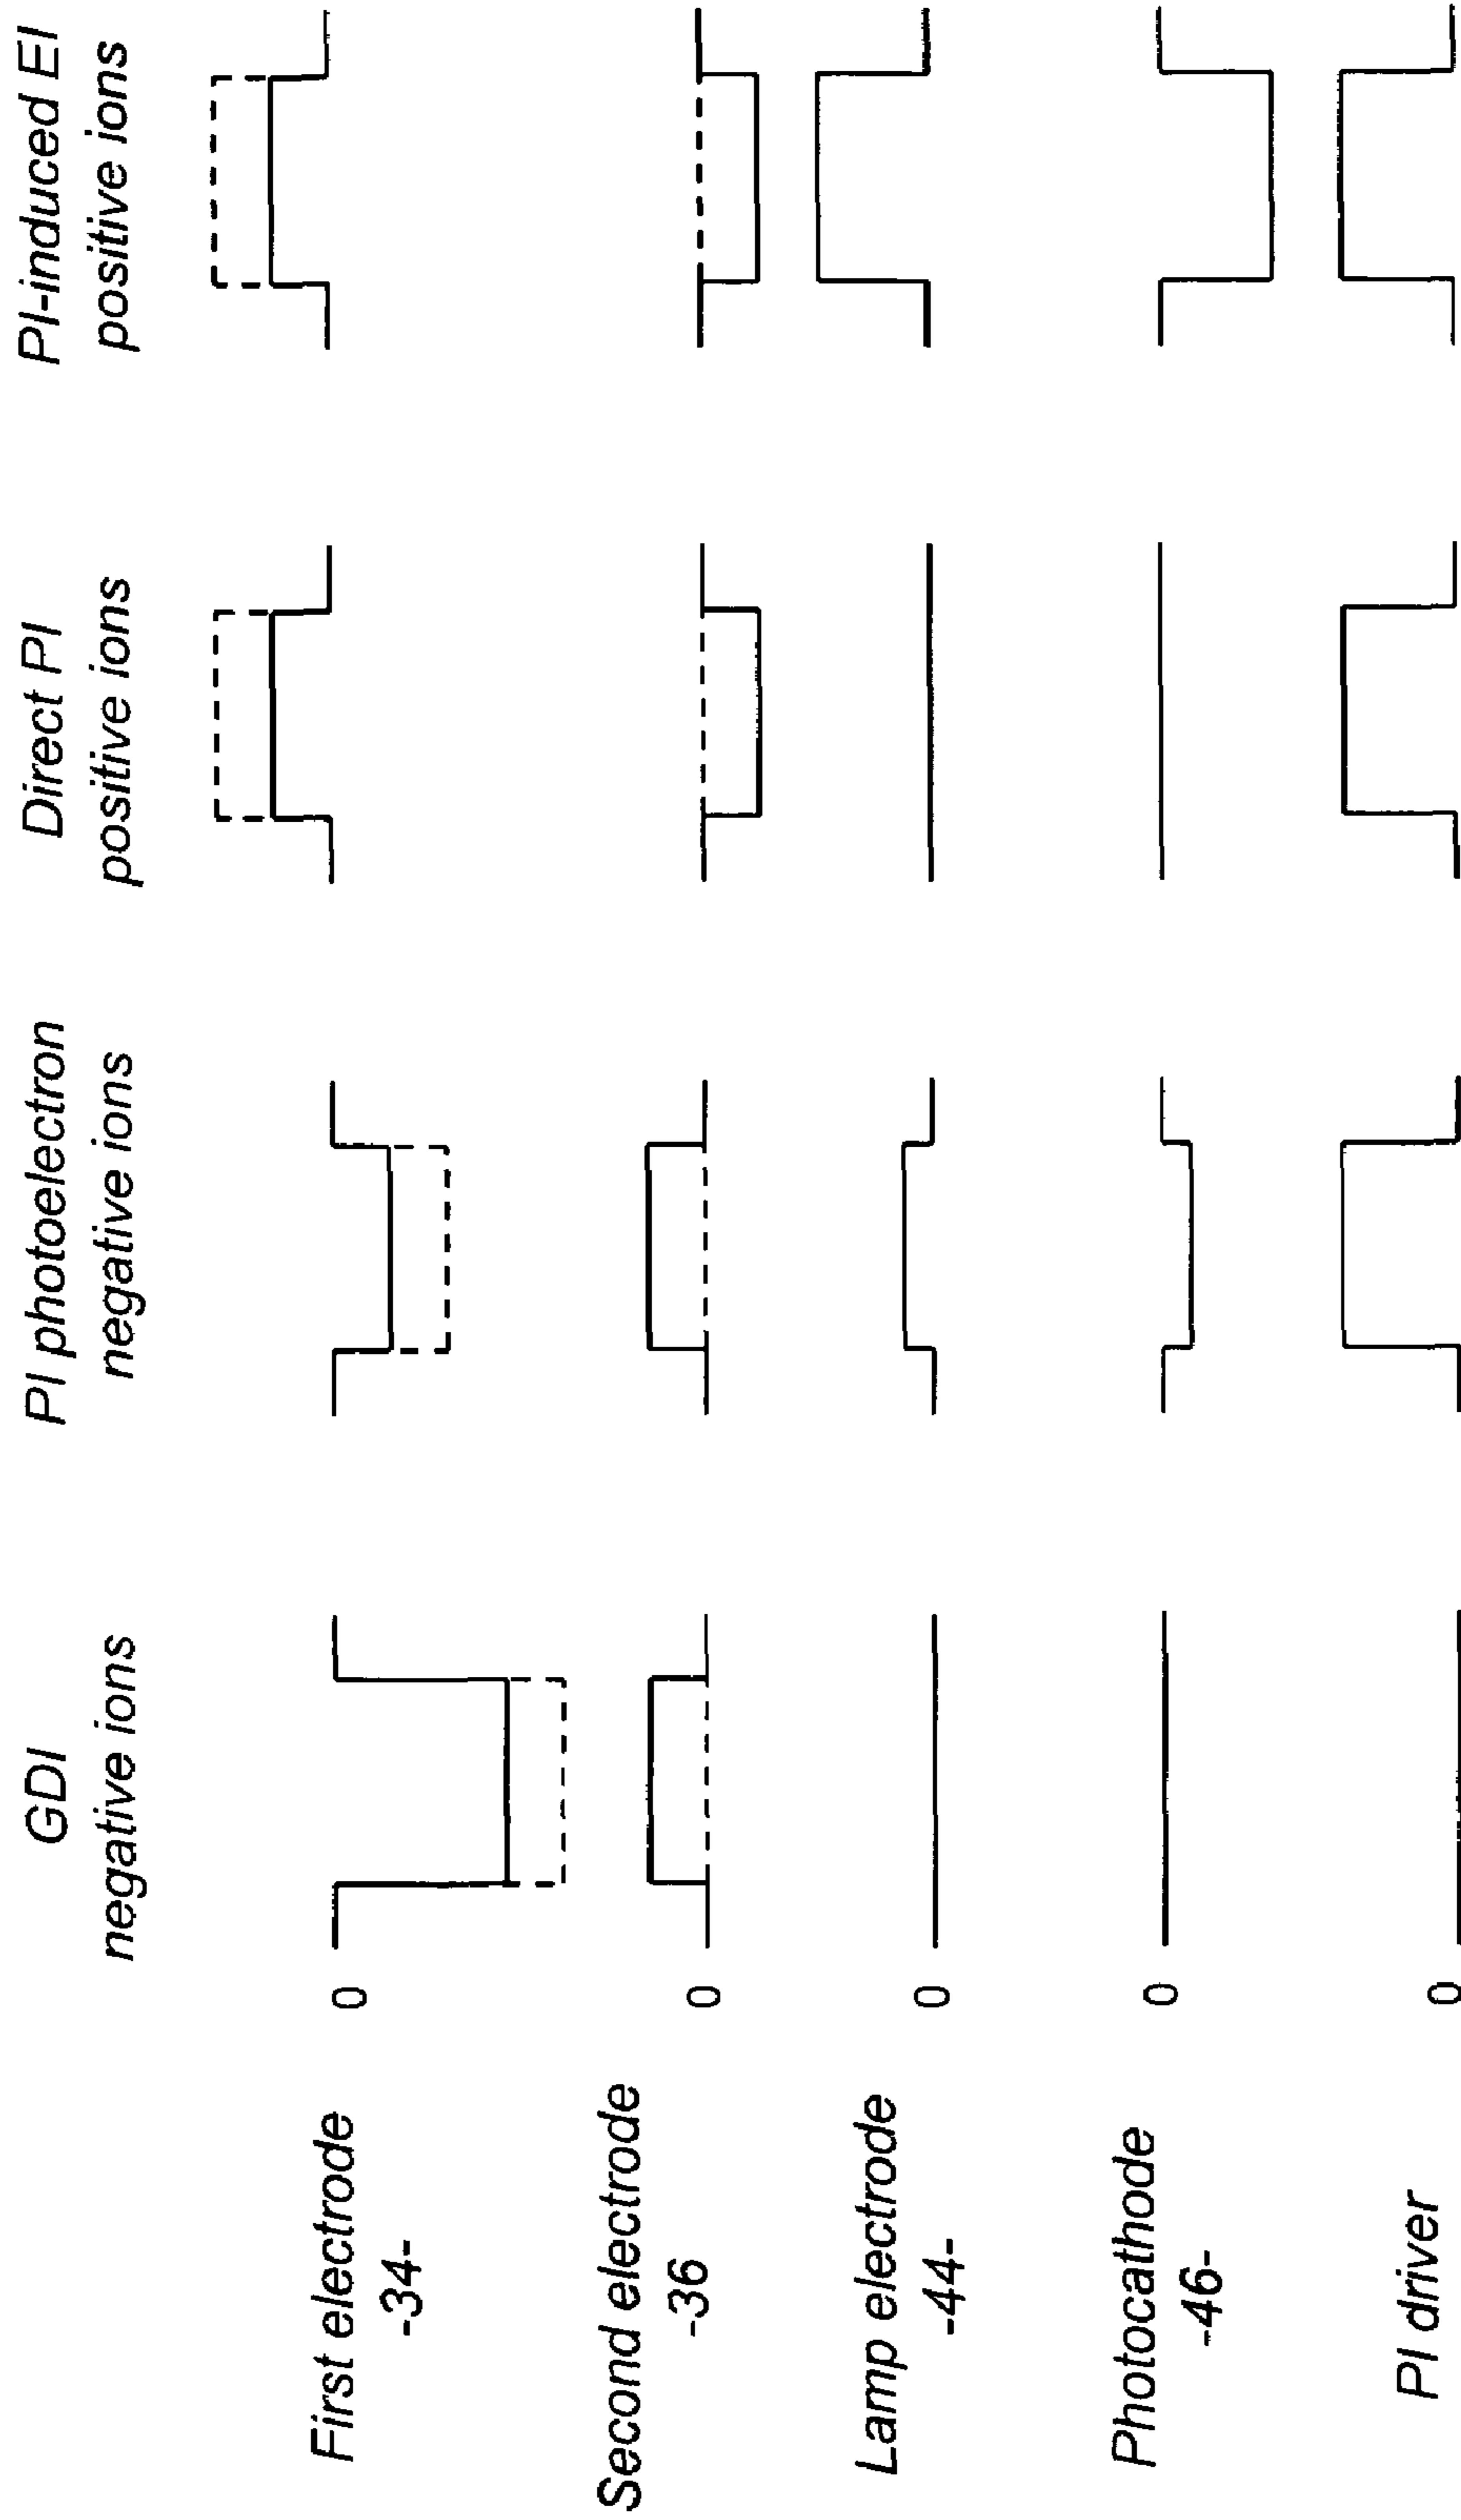 GDI
negative ions
PI photoelectron
negative ions
Direct PI
positive ions
PI-induced EI
positive ions
First electrode
-34-
0
Second electrode
-36
0
Lamp electrode
-44-
0
Photocathode
-46-
0
PI driver
0